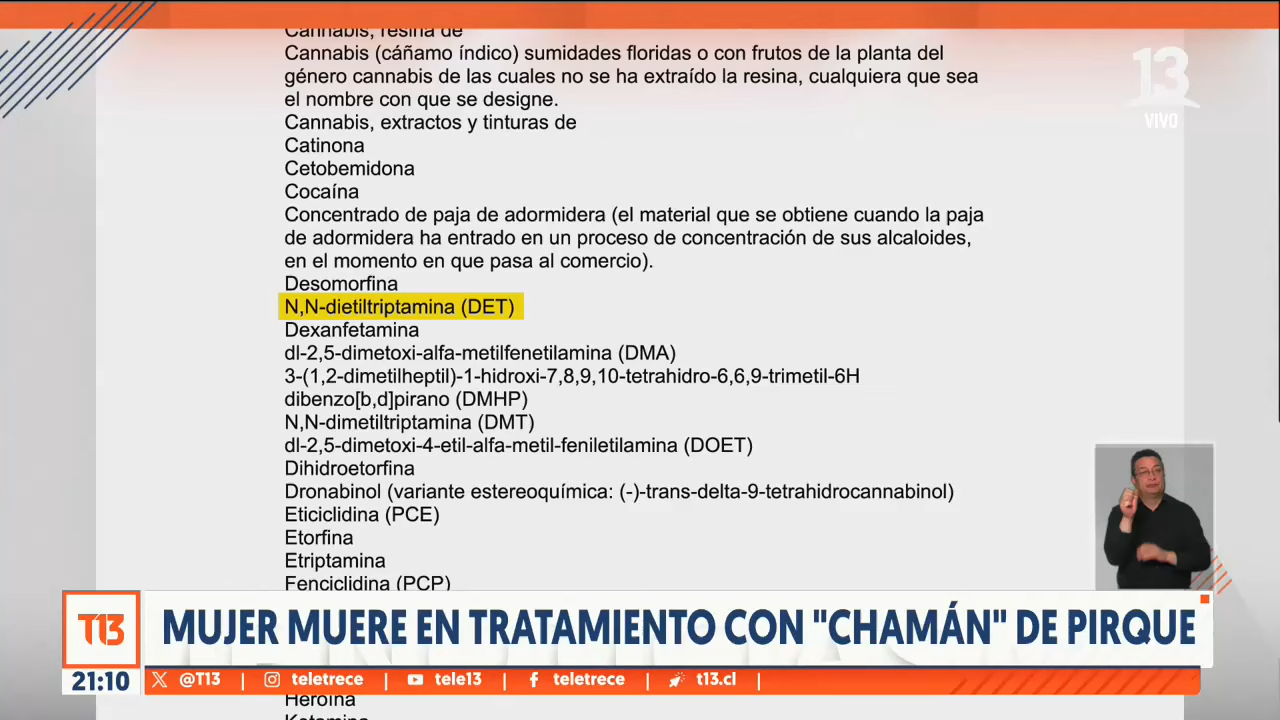 Cannabis, resina de
Cannabis (cáñamo índico) sumidades floridas o con frutos de la planta del
género cannabis de las cuales no se ha extraído la resina, cualquiera que sea
el nombre con que se designe.
Cannabis, extractos y tinturas de
Catinona
Cetobemidona
Cocaína
Concentrado de paja de adormidera (el material que se obtiene cuando la paja
de adormidera ha entrado en un proceso de concentración de sus alcaloides,
en el momento en que pasa al comercio).
Desomorfina
N,N-dietiltriptamina (DET)
Dexanfetamina
dl-2,5-dimetoxi-alfa-metilfenetilamina (DMA)
3-(1,2-dimetilheptil)-1-hidroxi-7,8,9,10-tetrahidro-6,6,9-trimetil-6H
dibenzo[b,d]pirano (DMHP)
N,N-dimetiltriptamina (DMT)
dl-2,5-dimetoxi-4-etil-alfa-metil-feniletilamina (DOET)
Dihidroetorfina
Dronabinol (variante estereoquímica: (-)-trans-delta-9-tetrahidrocannabinol)
Eticiclidina (PCE)
Etorfina
Etriptamina
Fenciclidina (PCP)
13
VIVO
T13
MUJER MUERE EN TRATAMIENTO CON "CHAMÁN" DE PIRQUE
21:10
@T13 | teletrece | tele13 | teletrece | t13.cl |
Heroína
Ketamina